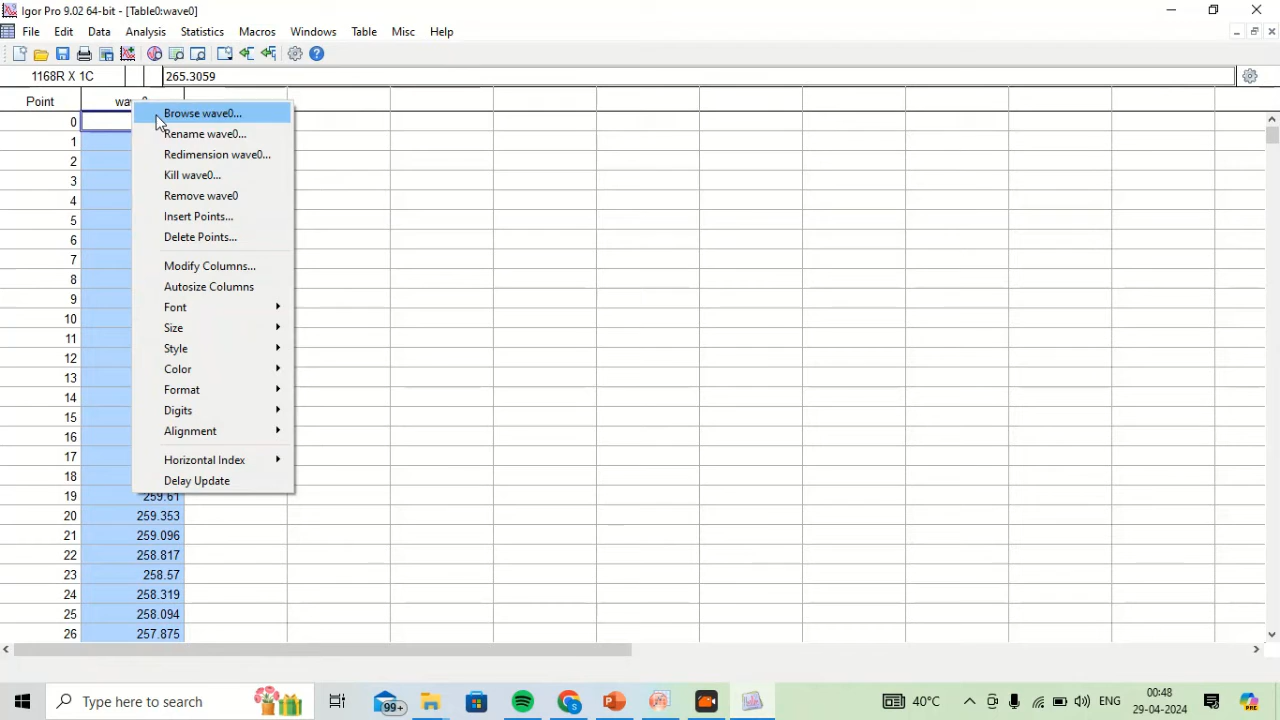 Igor Pro 9.02 64-bit - [Table0:wave0]
File Edit Data Analysis Statistics Macros Windows Table Misc Help
1168R X 1C 265.3059
Point
0
1
2
3
4
5
6
7
8
9
10
11
12
13
14
15
16
17
18
19 259.61
20 259.353
21 259.096
22 258.817
23 258.57
24 258.319
25 258.094
26 257.875
Browse wave0...
Rename wave0...
Redimension wave0...
Kill wave0...
Remove wave0
Insert Points...
Delete Points...
Modify Columns...
Autosize Columns
Font
Size
Style
Color
Format
Digits
Alignment
Horizontal Index
Delay Update
Type here to search
99+
40°C
ENG
00:48
29-04-2024
PRE